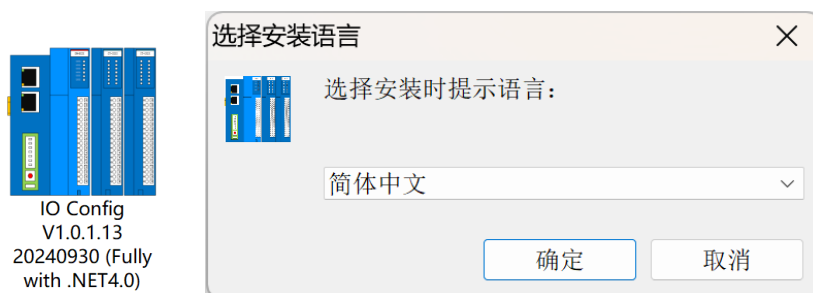 IO Config
V1.0.1.13
20240930 (Fully
with .NET4.0)
选择安装语言
选择安装时提示语言：
简体中文
确定
取消